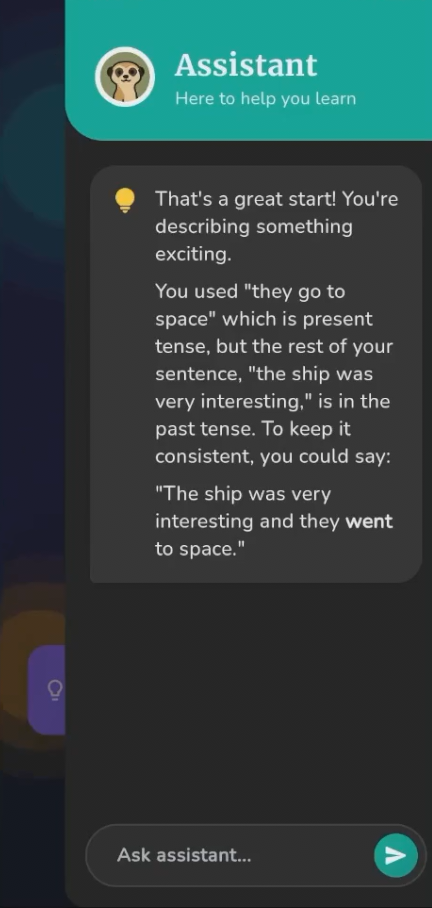 Assistant
Here to help you learn
That's a great start! You're
describing something
exciting.
You used "they go to
space" which is present
tense, but the rest of your
sentence, "the ship was
very interesting," is in the
past tense. To keep it
consistent, you could say:
"The ship was very
interesting and they went
to space."
Ask assistant...